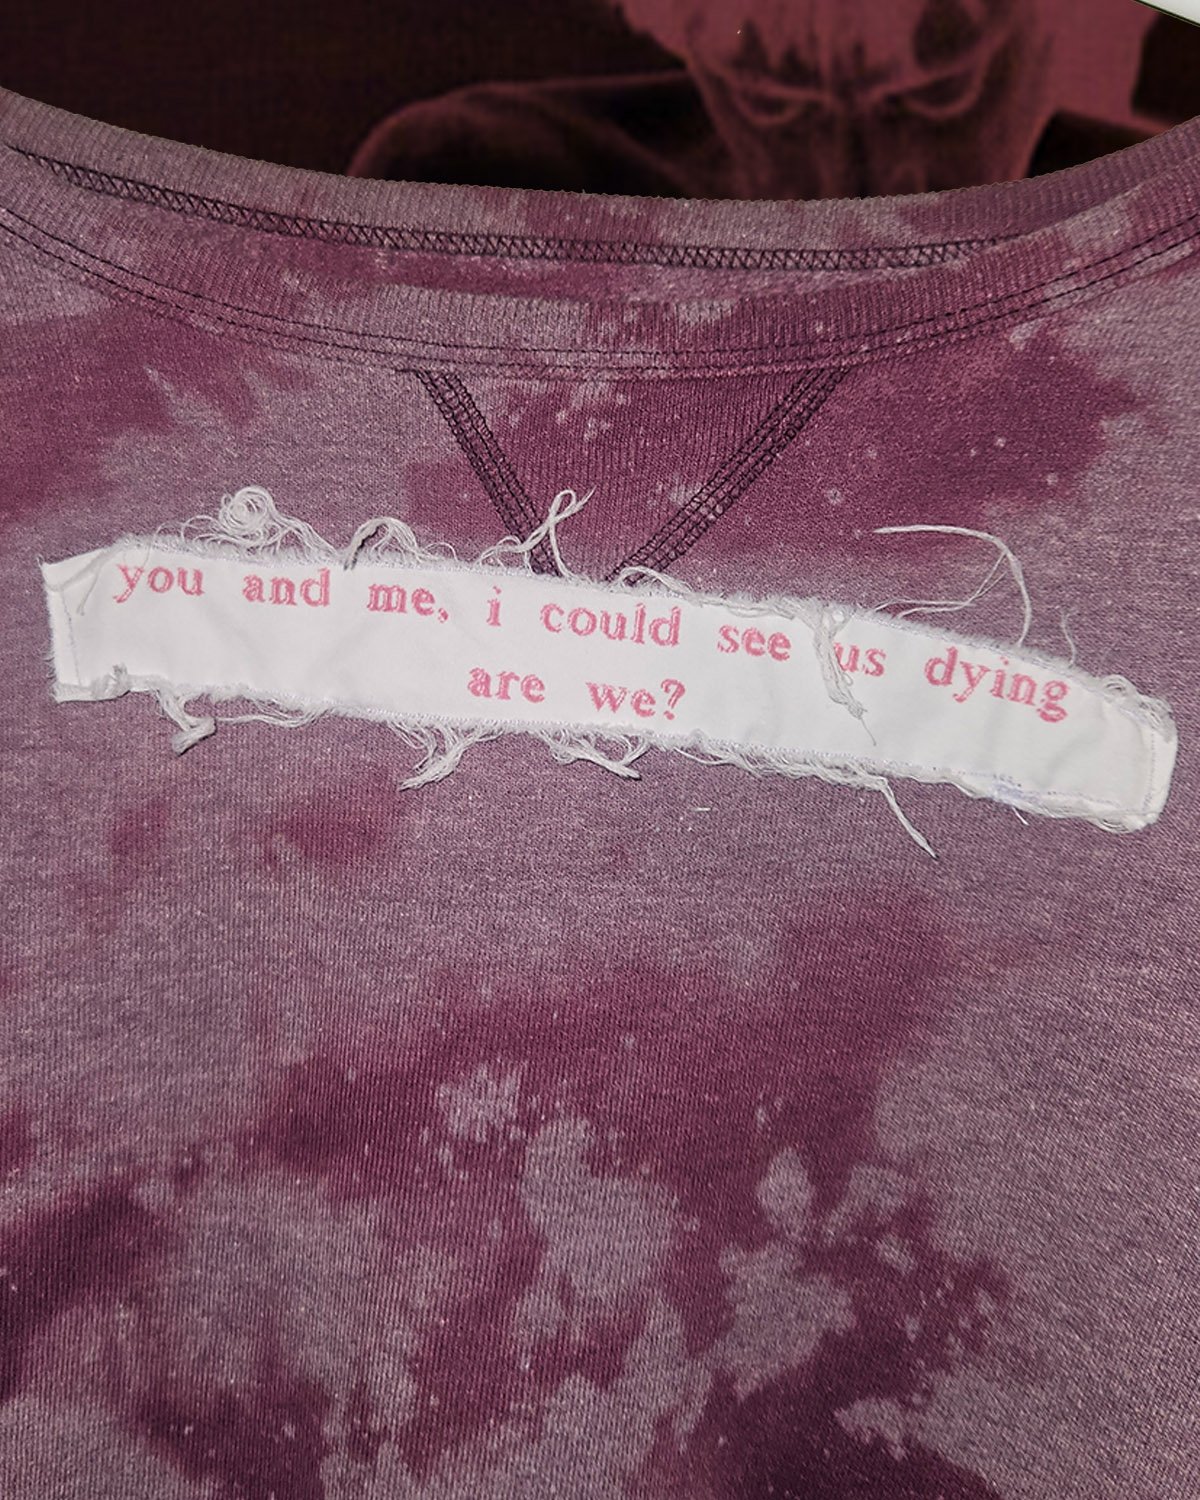 you and me, i could see us dying
are we?